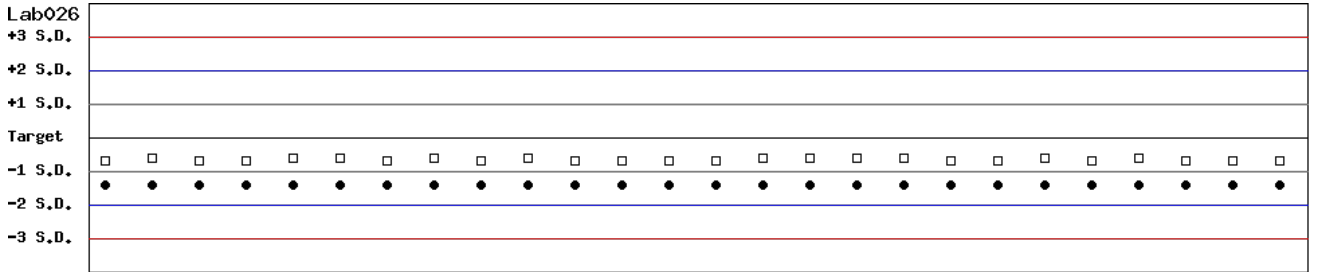 Lab026
+3 S.D.
+2 S.D.
+1 S.D.
Target
-1 S.D.
-2 S.D.
-3 S.D.